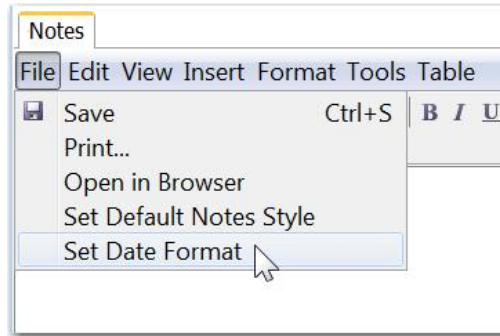 Notes
File Edit View Insert Format Tools Table
Save Ctrl+S B I U
Print...
Open in Browser
Set Default Notes Style
Set Date Format